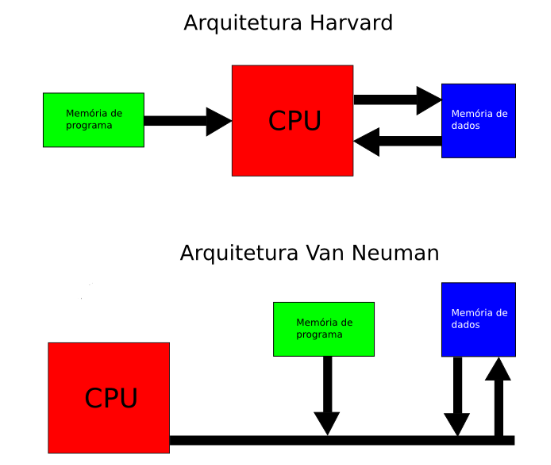 Arquitetura Harvard
Memória de
programa
CPU
Memória de
dados
Arquitetura Van Neuman
Memória de
programa
Memória de
dados
CPU